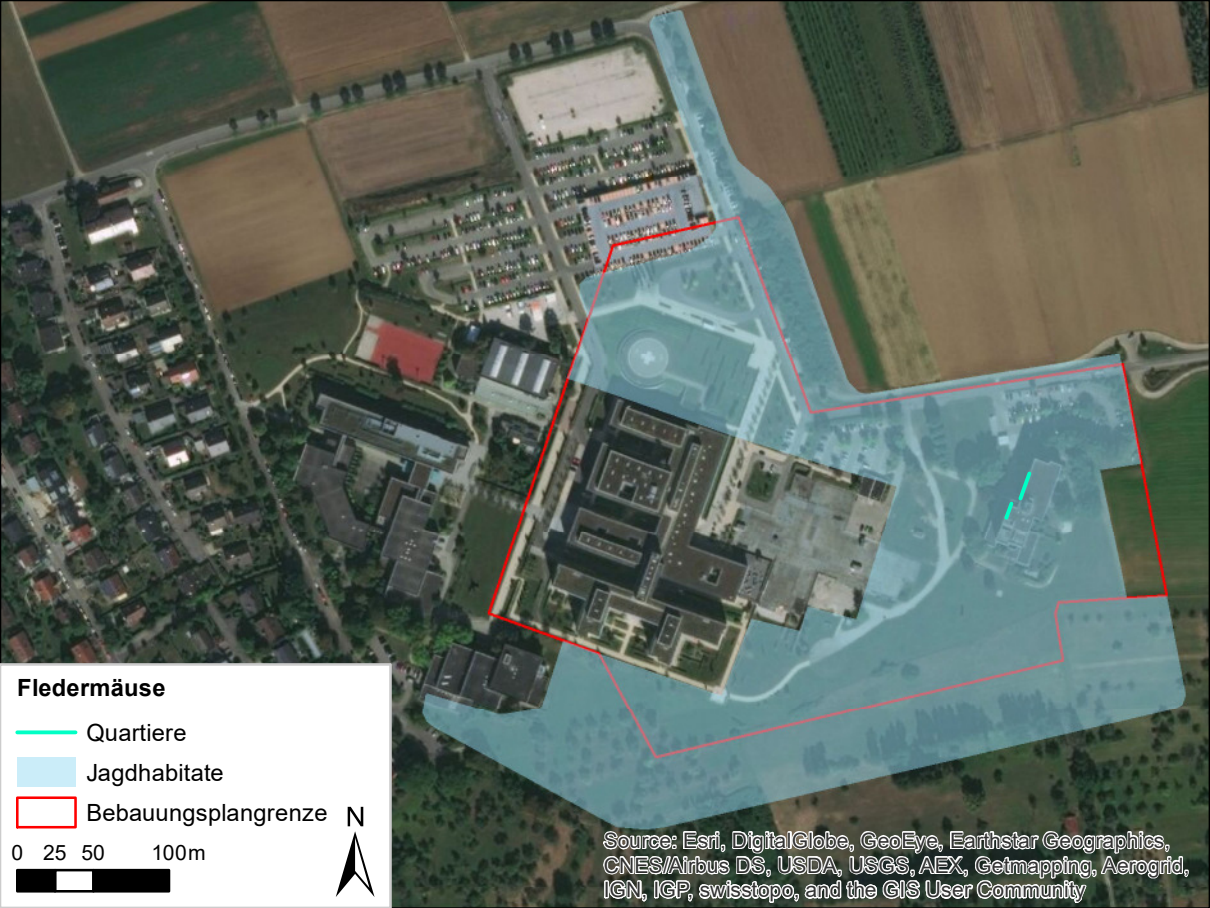 Fledermäuse
Quartiere
Jagdhabitate
Bebauungsplangrenze
N
0 25 50 100m
Source: Esri, DigitalGlobe, GeoEye, Earthstar Geographics,
CNES/Airbus DS, USDA, USGS, AEX, Getmapping, Aerogrid,
IGN, IGP, swisstopo, and the GIS User Community